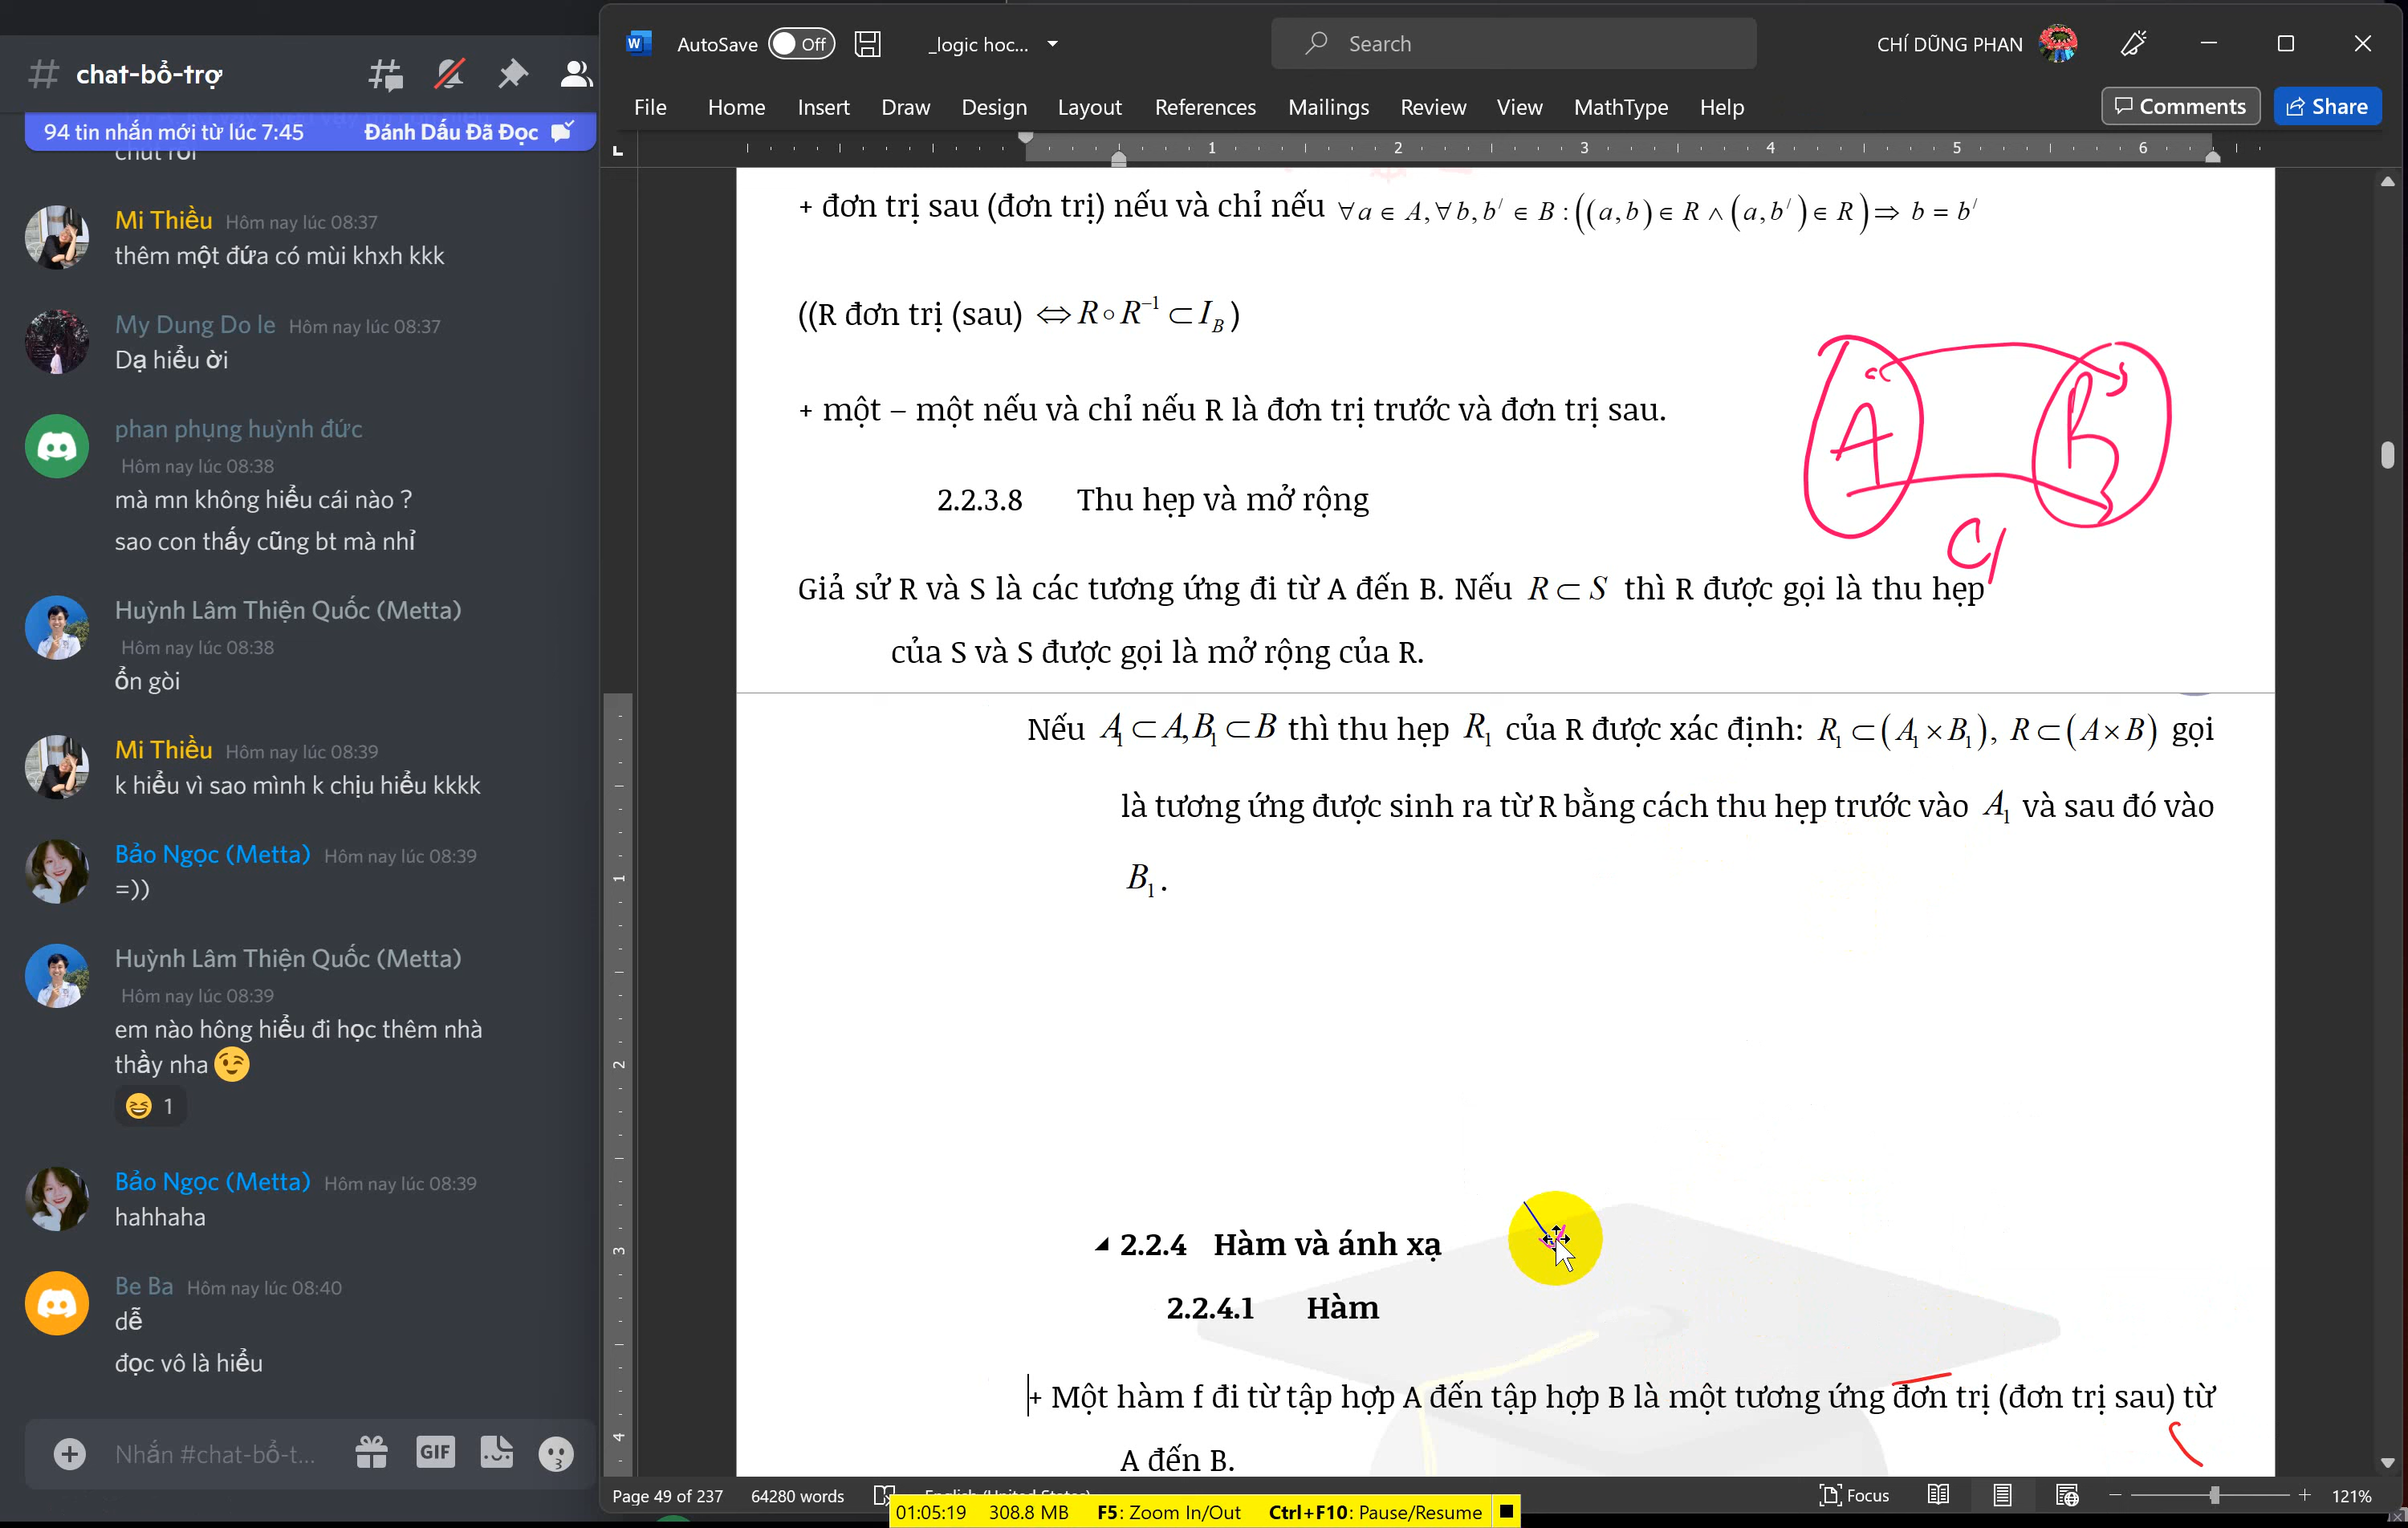 # chat-bổ-trợ
94 tin nhắn mới từ lúc 7:45 Đánh Dấu Đã Đọc
Mi Thiều Hôm nay lúc 08:37
thêm một đứa có mùi khxh kkk
My Dung Do le Hôm nay lúc 08:37
Dạ hiểu ời
phan phụng huỳnh đức
Hôm nay lúc 08:38
mà mn không hiểu cái nào ?
sao con thấy cũng bt mà nhỉ
Huỳnh Lâm Thiện Quốc (Metta)
Hôm nay lúc 08:38
ổn gòi
Mi Thiều Hôm nay lúc 08:39
k hiểu vì sao mình k chịu hiểu kkkk
Bảo Ngọc (Metta) Hôm nay lúc 08:39
=))
Huỳnh Lâm Thiện Quốc (Metta)
Hôm nay lúc 08:39
em nào hông hiểu đi học thêm nhà
thầy nha 😉
😆 1
Bảo Ngọc (Metta) Hôm nay lúc 08:39
hahhaha
Be Ba Hôm nay lúc 08:40
dễ
đọc vô là hiểu
Nhắn #chat-bổ-t... GIF
W AutoSave Off _logic hoc... Search CHÍ DŨNG PHAN
File Home Insert Draw Design Layout References Mailings Review View MathType Help Comments Share
1 2 3 4 5 6
+ đơn trị sau (đơn trị) nếu và chỉ nếu ∀a ∈ A, ∀b, b′ ∈ B : ((a,b) ∈ R ∧ (a,b′) ∈ R) ⇒ b = b′
((R đơn trị (sau) ⇔ R∘R⁻¹ ⊂ I_B)
+ một – một nếu và chỉ nếu R là đơn trị trước và đơn trị sau.
A B
2.2.3.8 Thu hẹp và mở rộng
Giả sử R và S là các tương ứng đi từ A đến B. Nếu R ⊂ S thì R được gọi là thu hẹp
của S và S được gọi là mở rộng của R.
Nếu A₁ ⊂ A, B₁ ⊂ B thì thu hẹp R₁ của R được xác định: R₁ ⊂ (A₁ × B₁), R ⊂ (A × B) gọi
là tương ứng được sinh ra từ R bằng cách thu hẹp trước vào A₁ và sau đó vào
B₁.
1
2
3
4
2.2.4 Hàm và ánh xạ
2.2.4.1 Hàm
+ Một hàm f đi từ tập hợp A đến tập hợp B là một tương ứng đơn trị (đơn trị sau) từ
A đến B.
Page 49 of 237 64280 words English (United States) Focus 121%
01:05:19 308.8 MB F5: Zoom In/Out Ctrl+F10: Pause/Resume